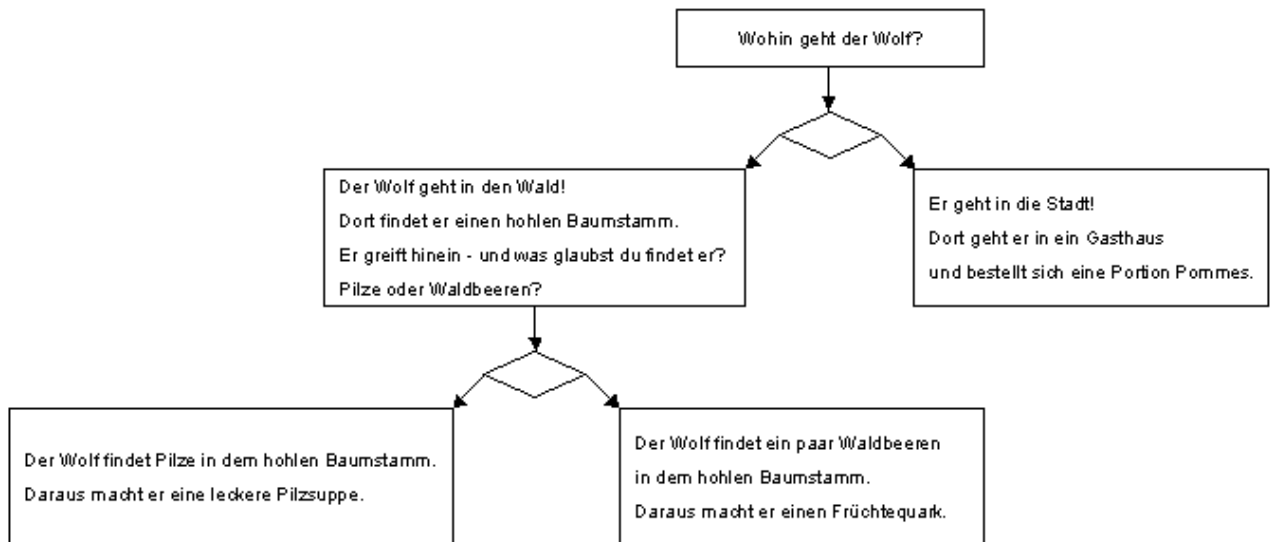 Wohin geht der Wolf?
Der Wolf geht in den Wald!
Dort findet er einen hohlen Baumstamm.
Er greift hinein - und was glaubst du findet er?
Pilze oder Waldbeeren?
Er geht in die Stadt!
Dort geht er in ein Gasthaus
und bestellt sich eine Portion Pommes.
Der Wolf findet Pilze in dem hohlen Baumstamm.
Daraus macht er eine leckere Pilzsuppe.
Der Wolf findet ein paar Waldbeeren
in dem hohlen Baumstamm.
Daraus macht er einen Früchtequark.